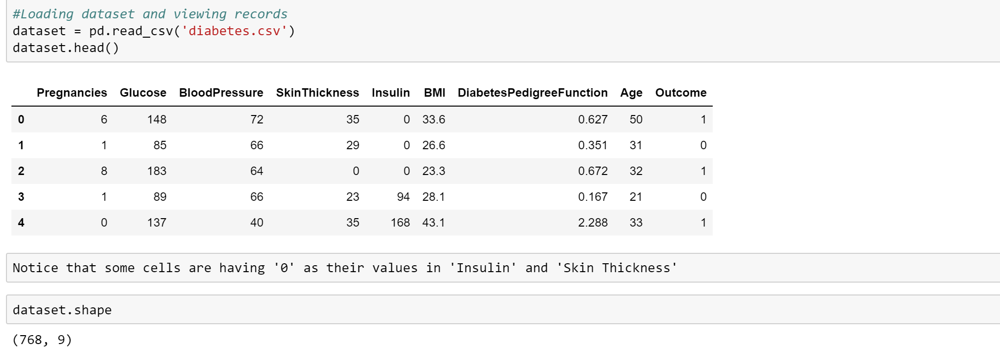 #Loading dataset and viewing records
dataset = pd.read_csv('diabetes.csv')
dataset.head()
Pregnancies Glucose BloodPressure SkinThickness Insulin BMI DiabetesPedigreeFunction Age Outcome
0 6 148 72 35 0 33.6 0.627 50 1
1 1 85 66 29 0 26.6 0.351 31 0
2 8 183 64 0 0 23.3 0.672 32 1
3 1 89 66 23 94 28.1 0.167 21 0
4 0 137 40 35 168 43.1 2.288 33 1
Notice that some cells are having '0' as their values in 'Insulin' and 'Skin Thickness'
dataset.shape
(768, 9)